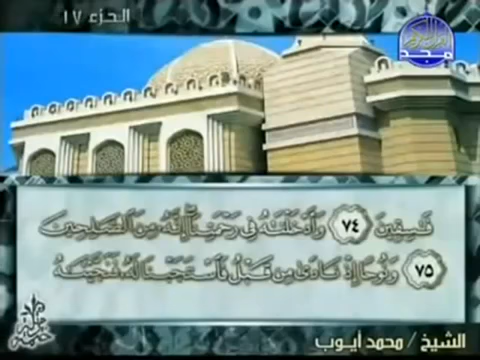 الجزء ١٧
فَـٰسِقِينَ ٧٤ وَأَدْخَلْنَـٰهُ فِى رَحْمَتِنَآ إِنَّهُۥ مِنَ ٱلصَّـٰلِحِينَ
٧٥ وَنُوحًا إِذْ نَادَىٰ مِن قَبْلُ فَٱسْتَجَبْنَا لَهُۥ فَنَجَّيْنَـٰهُ
الشيخ / محمد أيوب